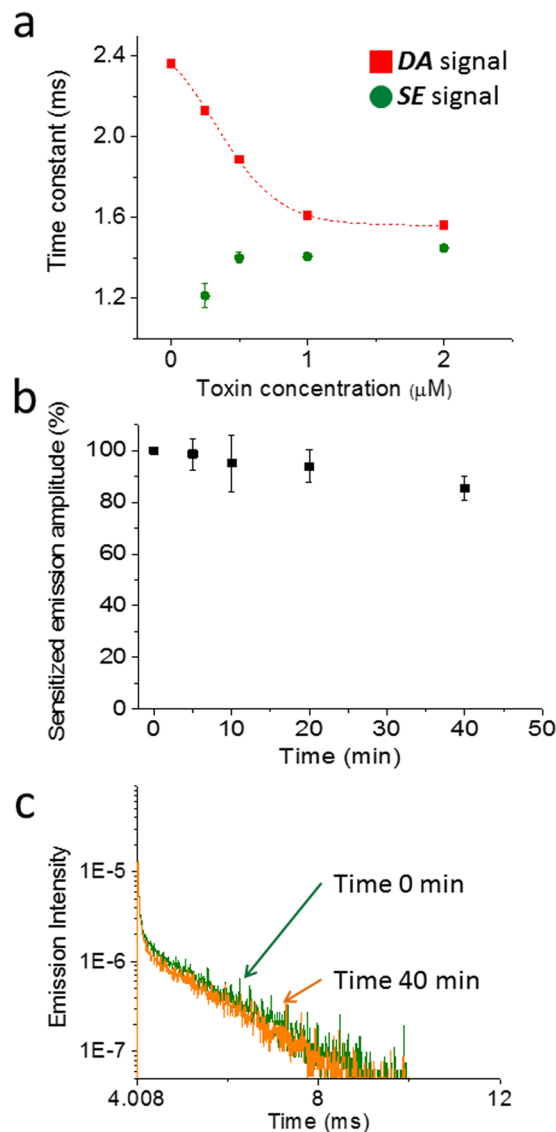 a
2.4
2.0
1.6
1.2
Time constant (ms)
DA signal
SE signal
0
1
2
Toxin concentration (μM)
b
100
80
60
40
20
0
Sensitized emission amplitude (%)
0
10
20
30
40
50
Time (min)
c
1E-5
1E-6
1E-7
Emission Intensity
Time 0 min
Time 40 min
4.008
8
12
Time (ms)